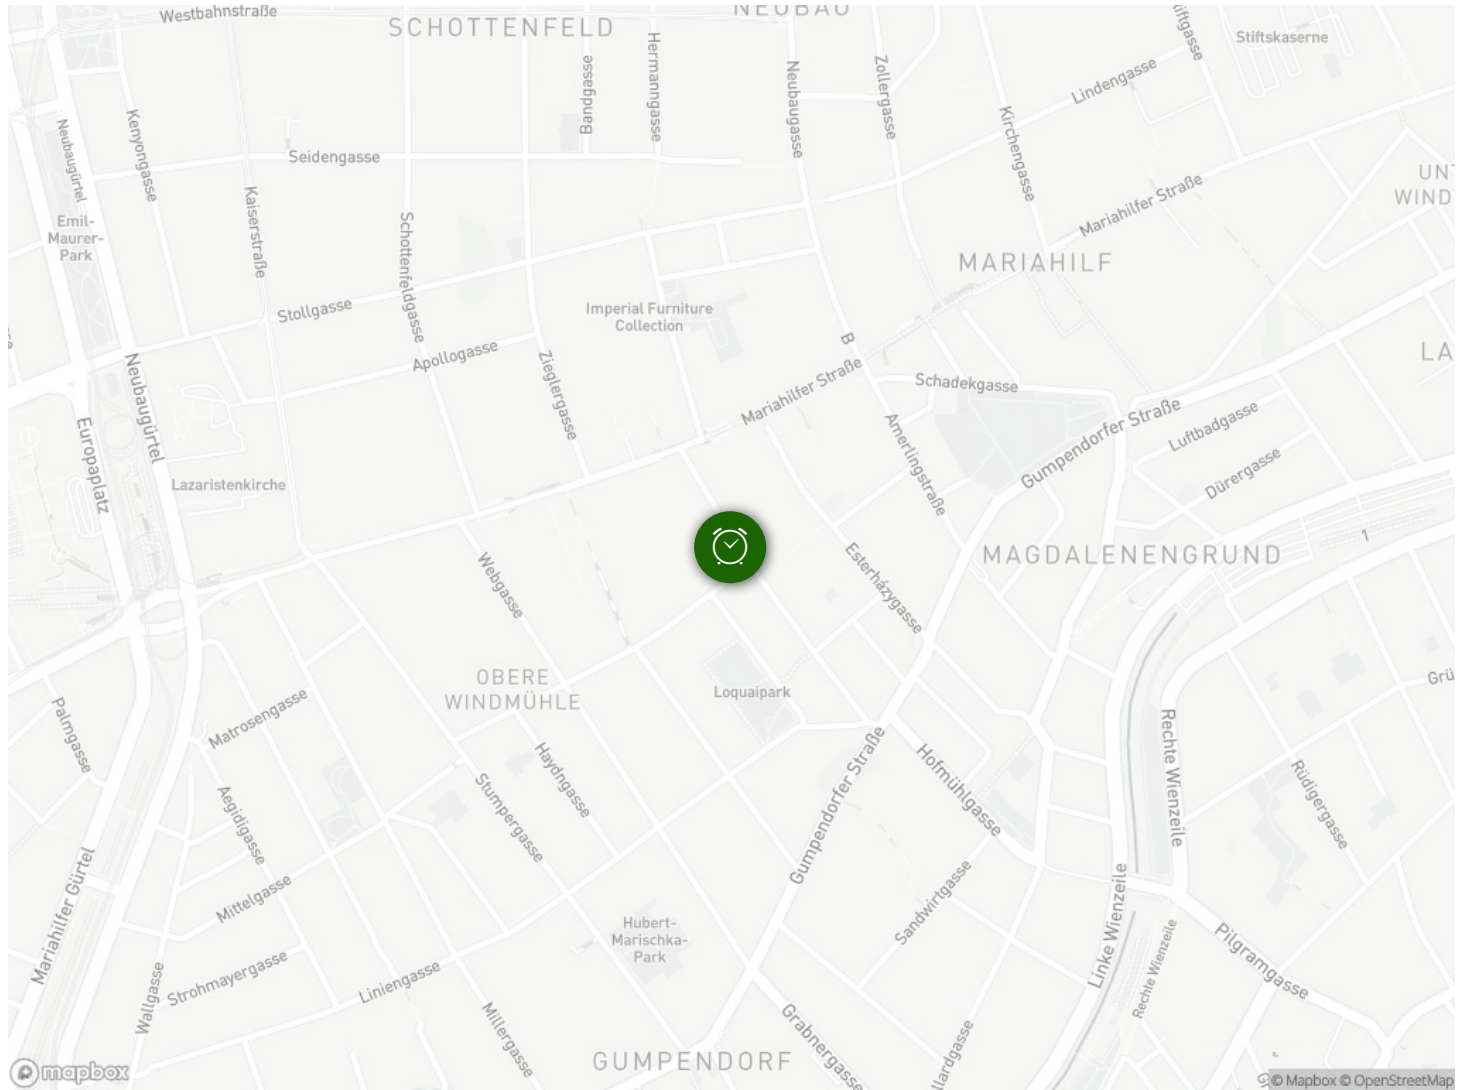 Westbahnstraße
SCHOTTENFELD
NEUBAU
Hermanngasse
Bandgasse
Neubaugasse
Zollergasse
Stiftskaserne
Lindengasse
Kirchengasse
Neubaugürtel
Kenyongasse
Seidengasse
Kaiserstraße
Schottenfeldgasse
Emil-
Maurer-
Park
Mariahilfer Straße
MARIAHILF
Stollgasse
Imperial Furniture
Collection
Apollogasse
Zieglergasse
B
Neubaugürtel
Europaplatz
Mariahilfer Straße
Schadekgasse
Amerlingstraße
Gumpendorfer Straße
Luftbadgasse
Dürergasse
Lazaristenkirche
1
MAGDALENENGRUND
Webgasse
Esterházygasse
OBERE
WINDMÜHLE
Loquaipark
Palmgasse
Matrosengasse
Haydngasse
Stumpergasse
Aegidigasse
Gumpendorfer Straße
Hofmühlgasse
Rechte Wienzeile
Rüdigergasse
Mittelgasse
Mariahilfer Gürtel
Sandwirtgasse
Linke Wienzeile
Hubert-
Marischka-
Park
Pilgramgasse
Rechte Wienzeile
Strohmayergasse
Wallgasse
Liniengasse
Millergasse
Grabnergasse
GUMPENDORF
mapbox
© Mapbox © OpenStreetMap